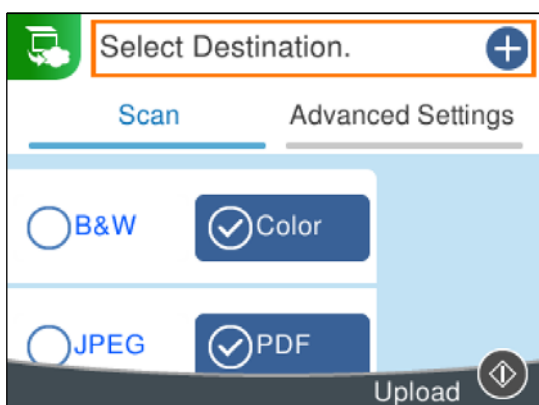 Select Destination.
Scan Advanced Settings
B&W Color
JPEG PDF
Upload